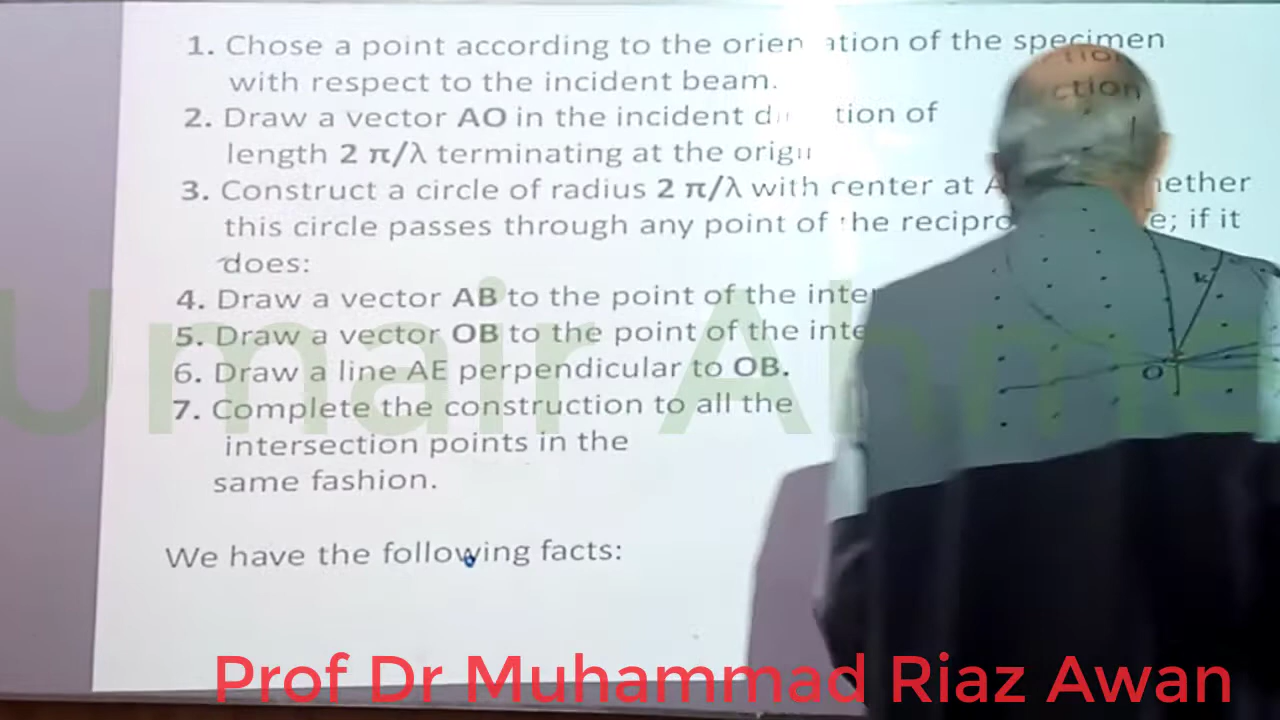 1. Chose a point according to the orien ation of the specimen
with respect to the incident beam.
2. Draw a vector AO in the incident d tion of
length 2 π/λ terminating at the
3. Construct a circle of radius 2 π/λ with center at A hether
this circle passes through any point of the recipro e; if it
does:
4. Draw a vector AB to the point of the inte
5. Draw a vector OB to the point of the inte
6. Draw a line AE perpendicular to OB.
7. Complete the construction to all the
intersection points in the
same fashion.
We have the following facts:
k
O
ction
Umair Ahme
Prof Dr Muhammad Riaz Awan